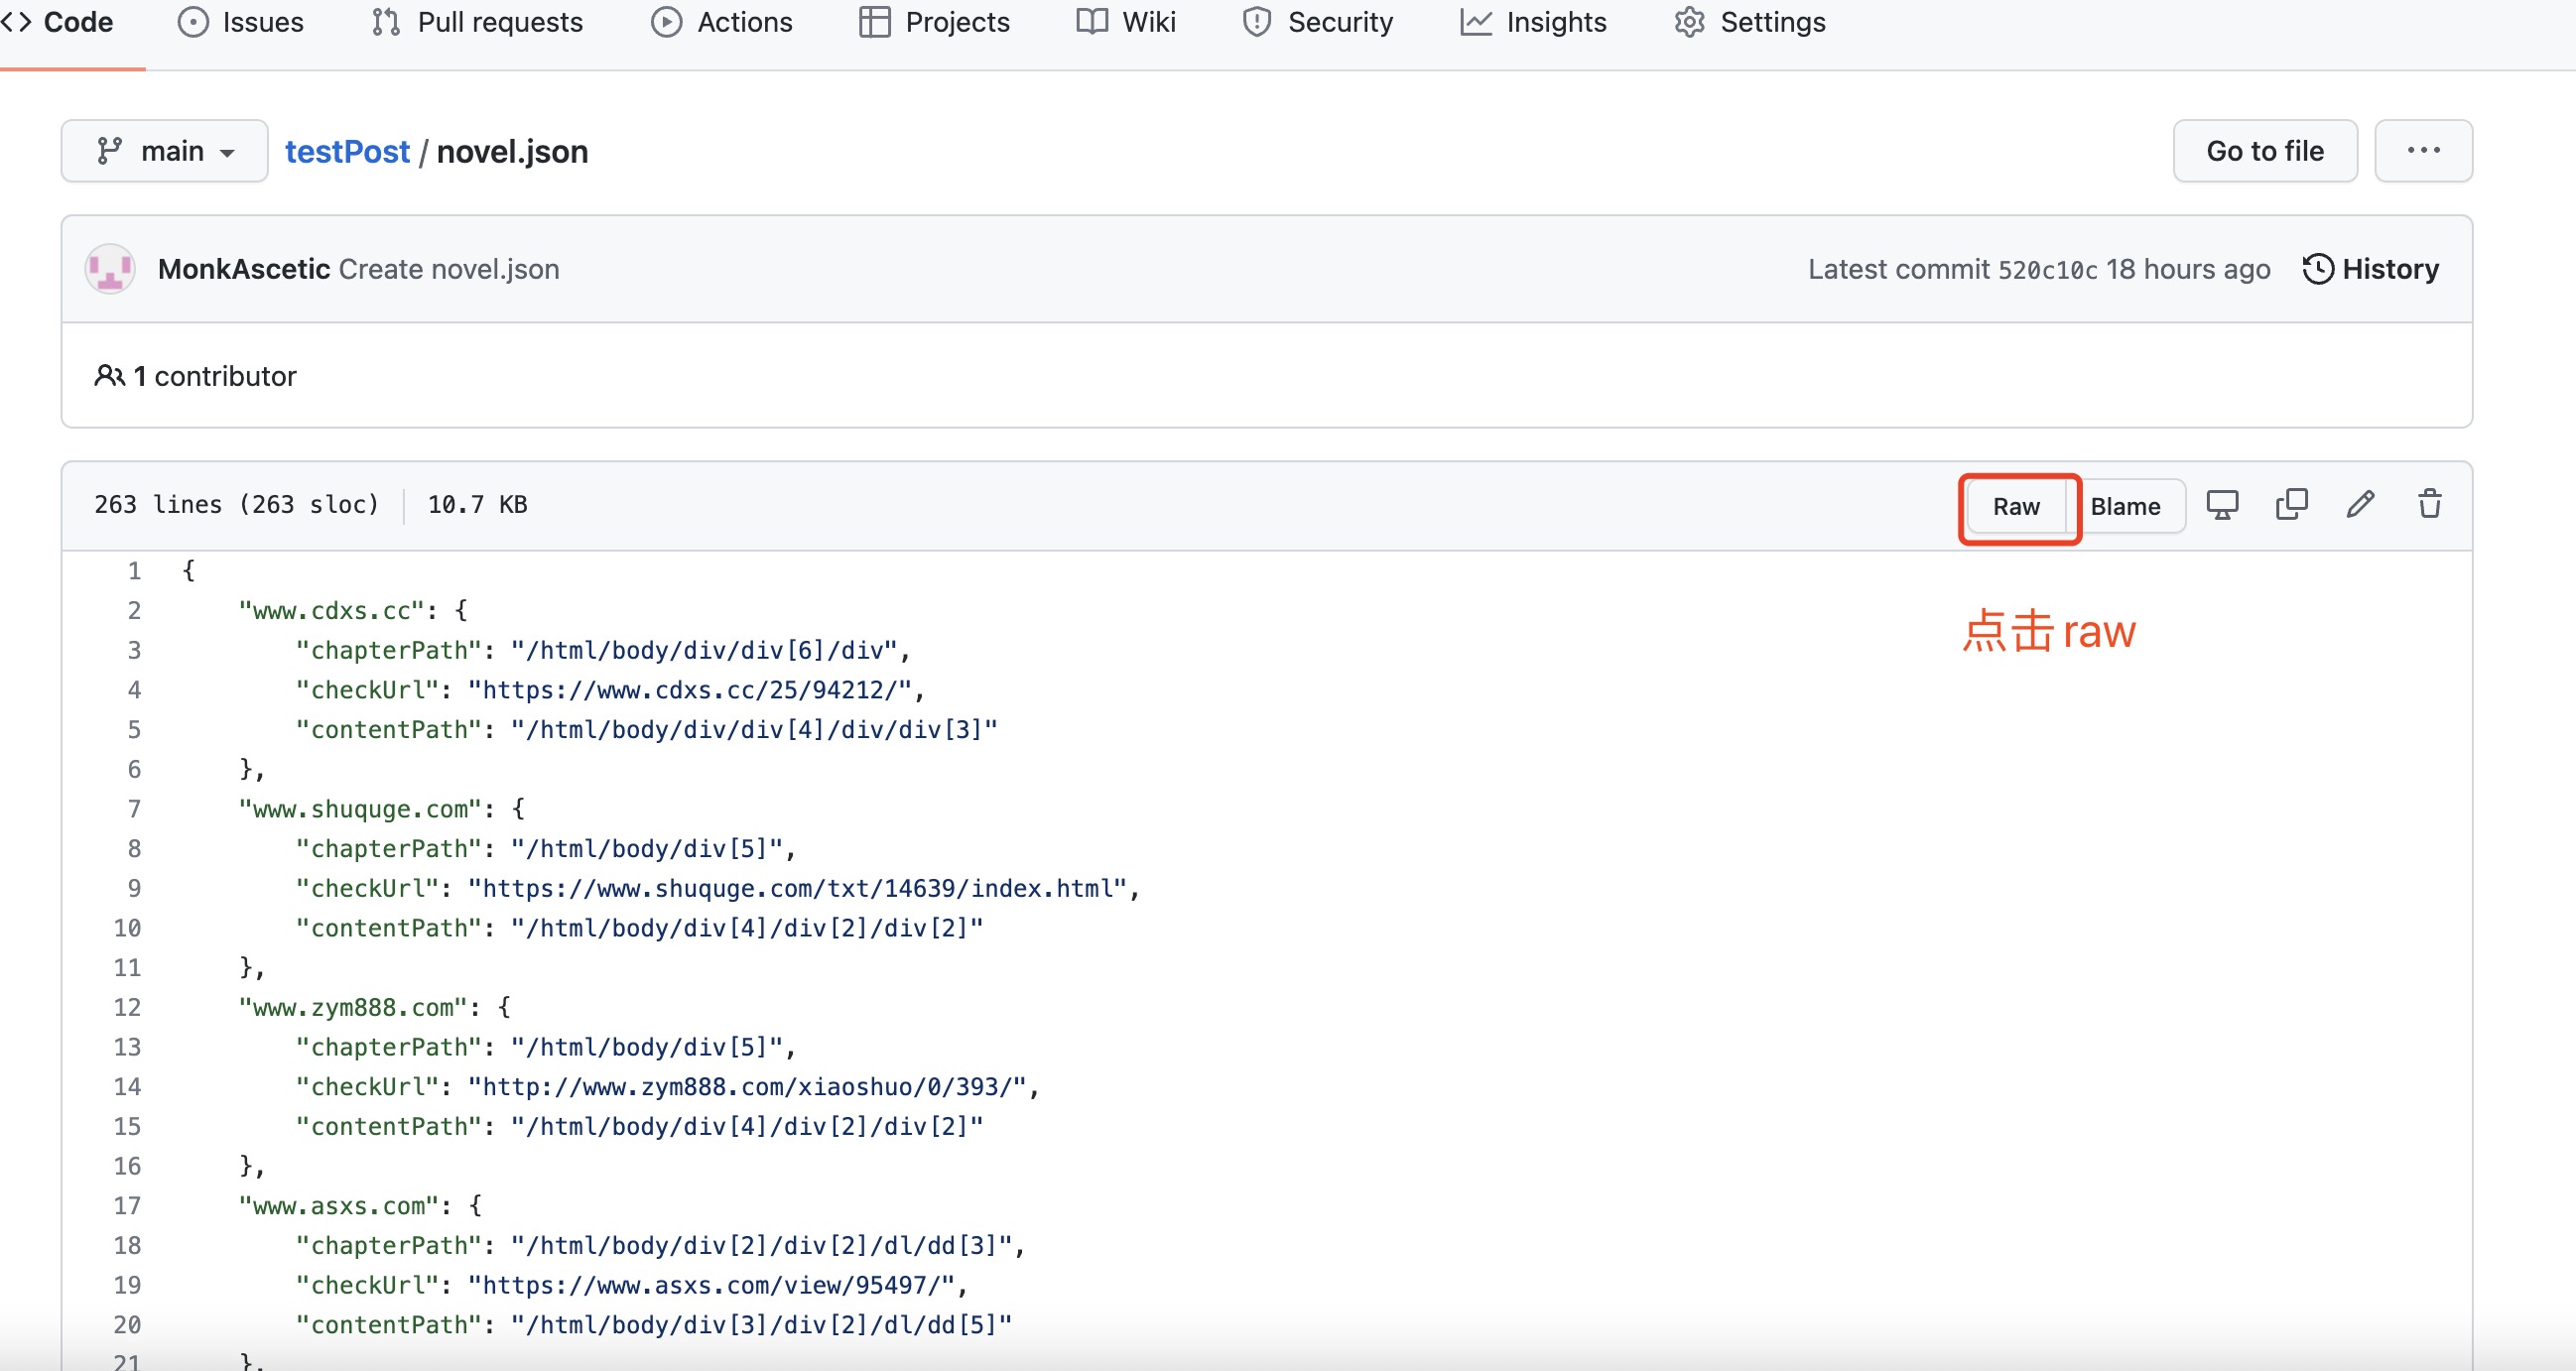 Code Issues Pull requests Actions Projects Wiki Security Insights Settings
main testPost / novel.json Go to file ...
MonkAscetic Create novel.json Latest commit 520c10c 18 hours ago History
1 contributor
263 lines (263 sloc) 10.7 KB Raw Blame
点击raw
1 {
2 "www.cdxs.cc": {
3 "chapterPath": "/html/body/div/div[6]/div",
4 "checkUrl": "https://www.cdxs.cc/25/94212/",
5 "contentPath": "/html/body/div/div[4]/div/div[3]"
6 },
7 "www.shuquge.com": {
8 "chapterPath": "/html/body/div[5]",
9 "checkUrl": "https://www.shuquge.com/txt/14639/index.html",
10 "contentPath": "/html/body/div[4]/div[2]/div[2]"
11 },
12 "www.zym888.com": {
13 "chapterPath": "/html/body/div[5]",
14 "checkUrl": "http://www.zym888.com/xiaoshuo/0/393/",
15 "contentPath": "/html/body/div[4]/div[2]/div[2]"
16 },
17 "www.asxs.com": {
18 "chapterPath": "/html/body/div[2]/div[2]/dl/dd[3]",
19 "checkUrl": "https://www.asxs.com/view/95497/",
20 "contentPath": "/html/body/div[3]/div[2]/dl/dd[5]"
21 },